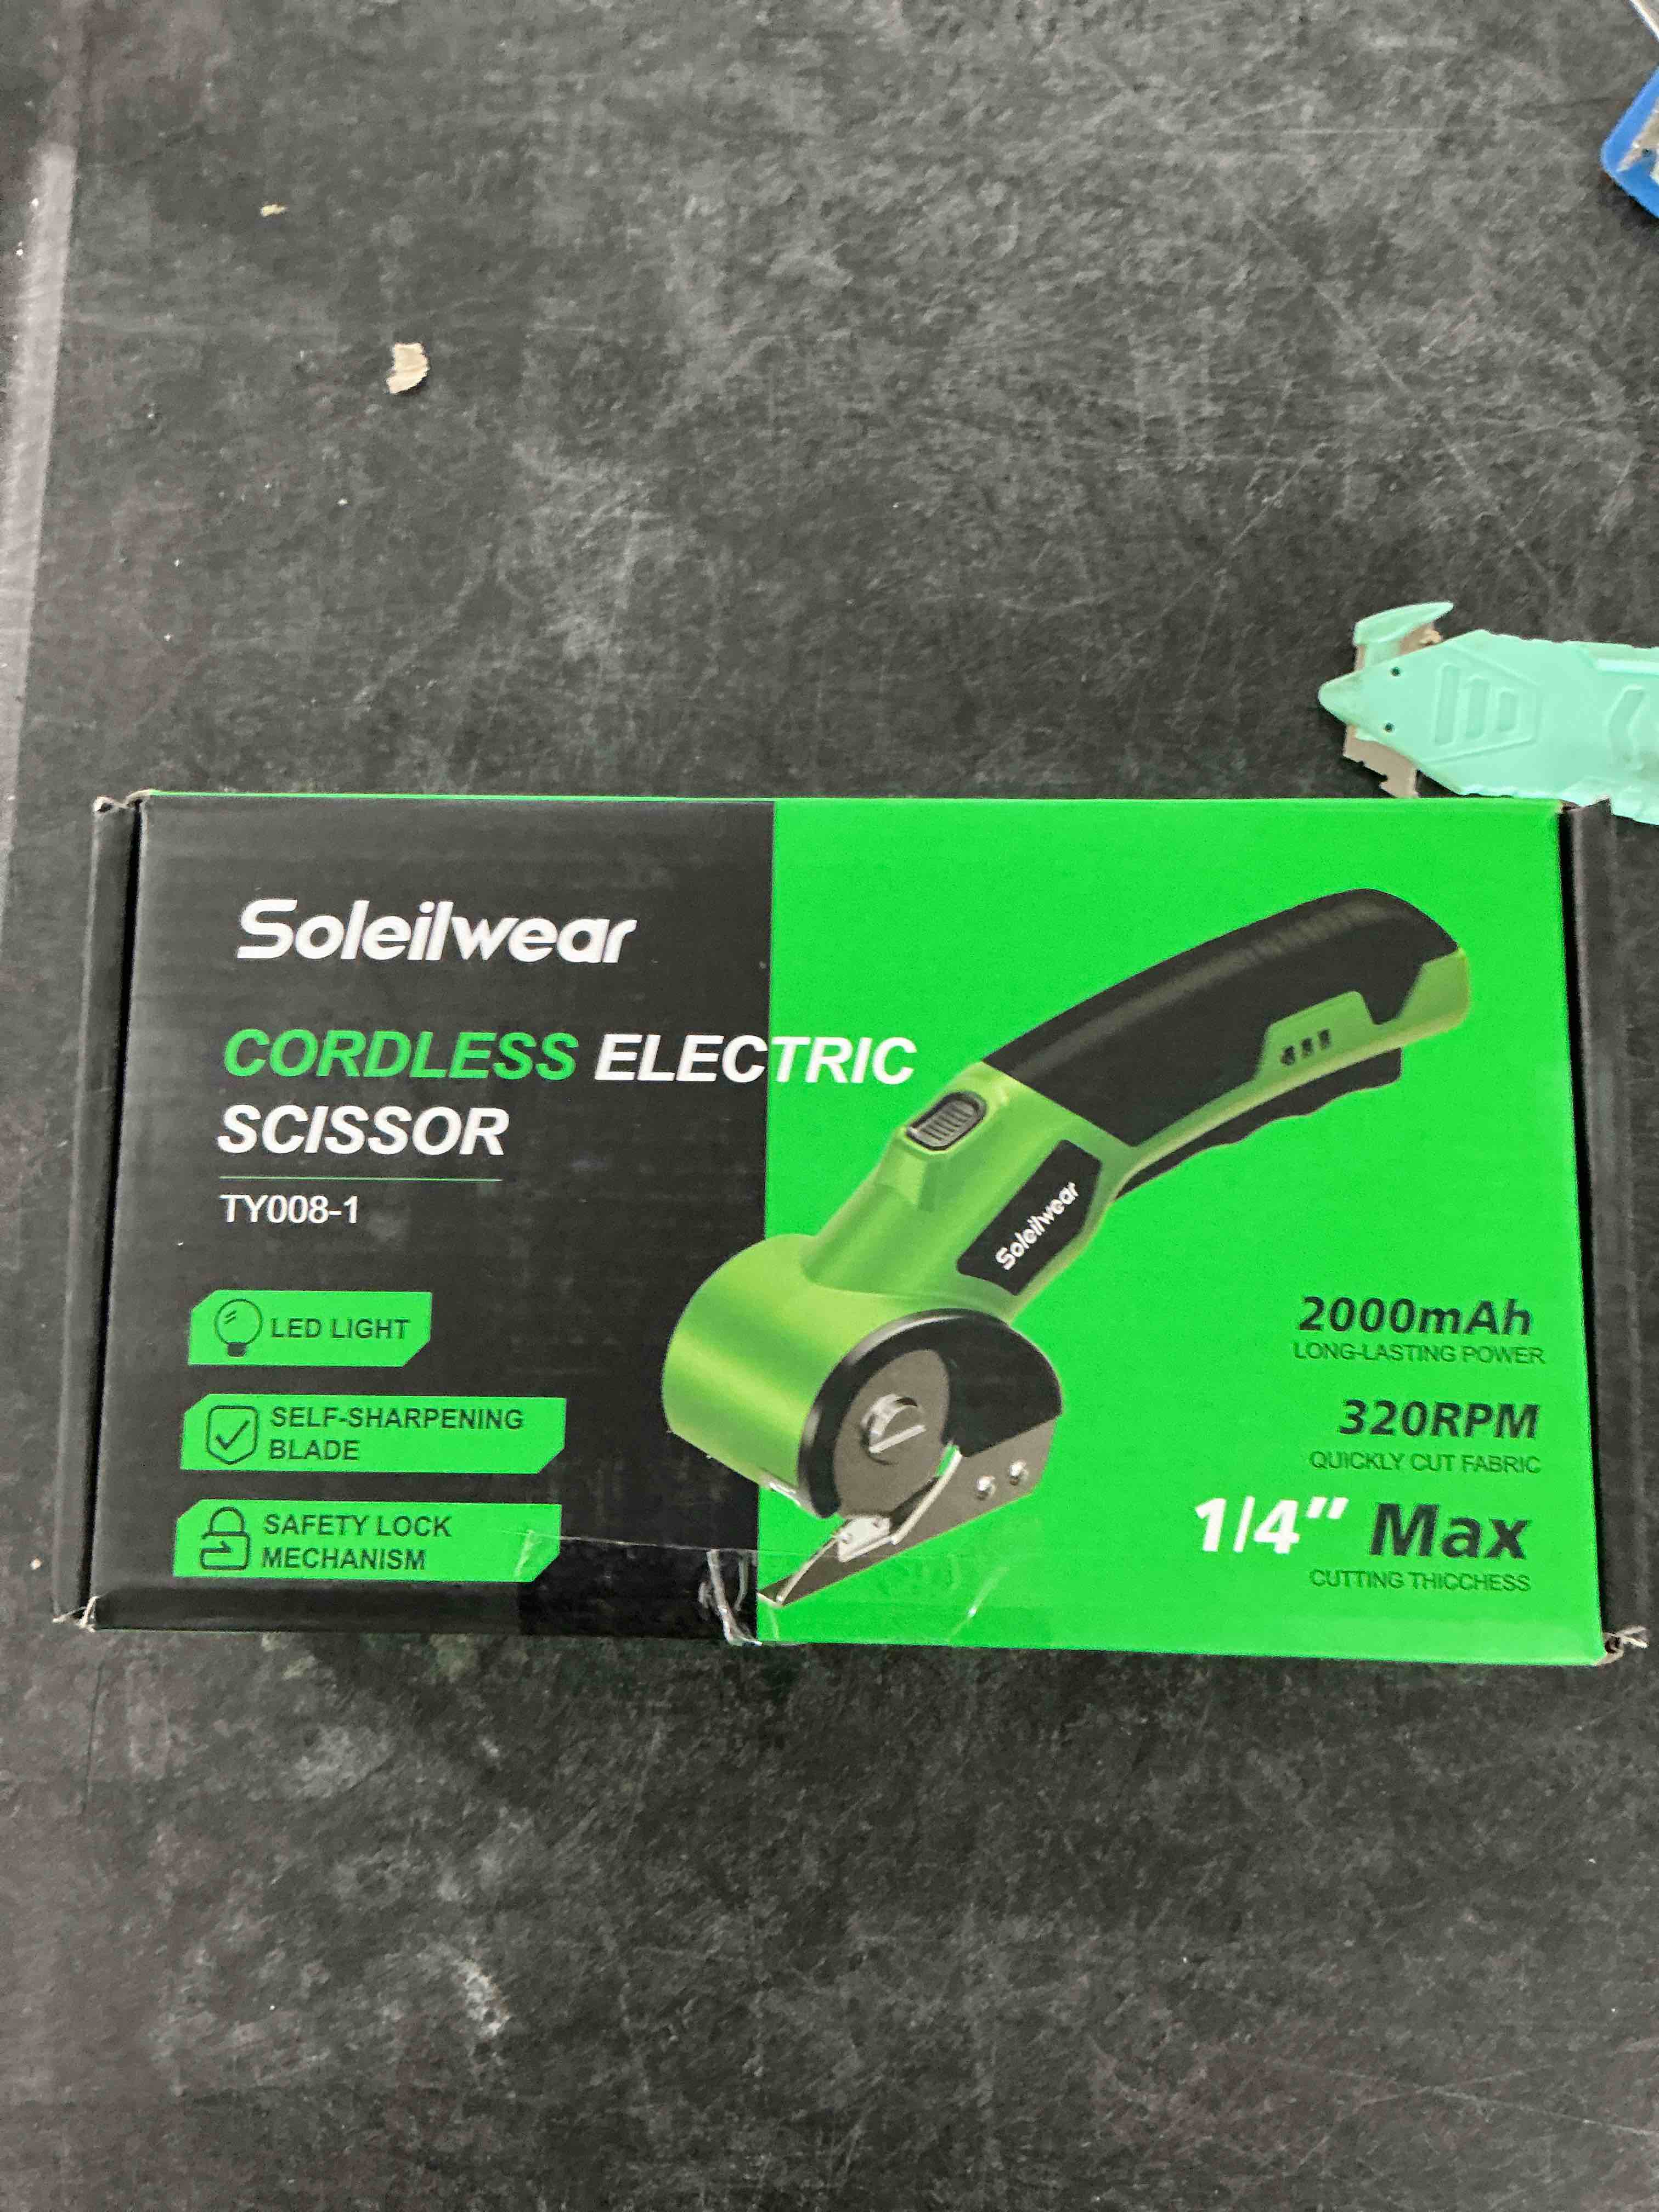 Soleilwear
CORDLESS ELECTRIC
SCISSOR
TY008-1
LED LIGHT
SELF-SHARPENING
BLADE
SAFETY LOCK
MECHANISM
Soleilwear
2000mAh
LONG-LASTING POWER
320RPM
QUICKLY CUT FABRIC
1/4" Max
CUTTING THICCHESS